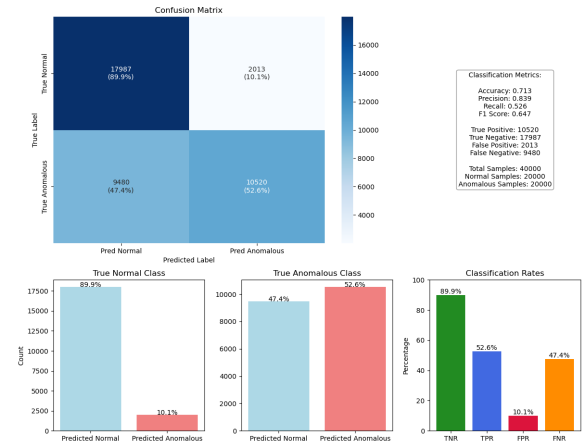 Confusion Matrix
True Label
True Normal
True Anomalous
17987
(89.9%)
2013
(10.1%)
9480
(47.4%)
10520
(52.6%)
Pred Normal
Pred Anomalous
Predicted Label
16000
14000
12000
10000
8000
6000
4000
Classification Metrics:
Accuracy: 0.713
Precision: 0.839
Recall: 0.526
F1 Score: 0.647
True Positive: 10520
True Negative: 17987
False Positive: 2013
False Negative: 9480
Total Samples: 40000
Normal Samples: 20000
Anomalous Samples: 20000
True Normal Class
Count
17500
15000
12500
10000
7500
5000
2500
0
89.9%
10.1%
Predicted Normal
Predicted Anomalous
True Anomalous Class
10000
8000
6000
4000
2000
0
47.4%
52.6%
Predicted Normal
Predicted Anomalous
Classification Rates
Percentage
100
80
60
40
20
0
89.9%
52.6%
10.1%
47.4%
TNR
TPR
FPR
FNR